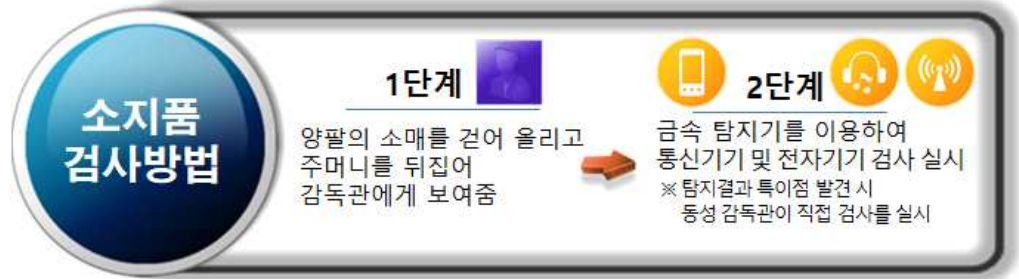 소지품
검사방법
1단계
양팔의 소매를 걷어 올리고
주머니를 뒤집어
감독관에게 보여줌
2단계
금속 탐지기를 이용하여
통신기기 및 전자기기 검사 실시
※ 탐지결과 특이점 발견 시
동성 감독관이 직접 검사를 실시